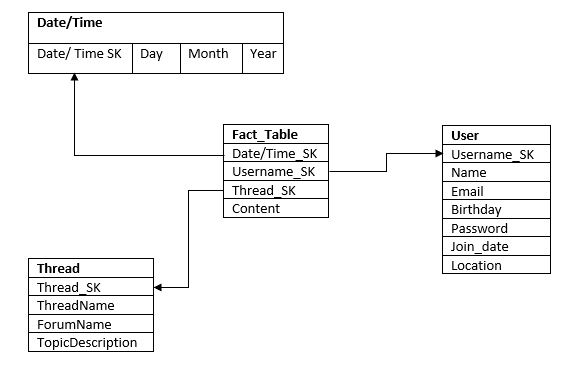 Date/Time
Date/ Time SK Day Month Year
Fact_Table
Date/Time_SK
Username_SK
Thread_SK
Content
User
Username_SK
Name
Email
Birthday
Password
Join_date
Location
Thread
Thread_SK
ThreadName
ForumName
TopicDescription